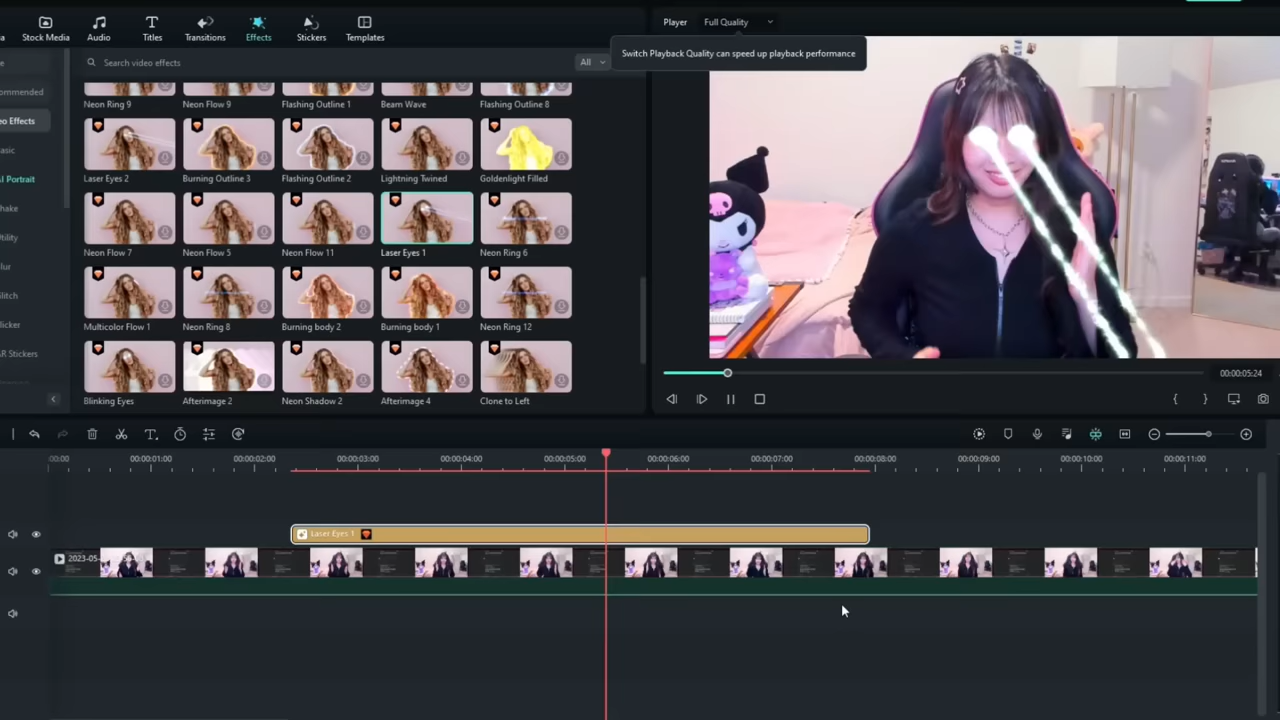 Stock Media
Audio
Titles
Transitions
Effects
Stickers
Templates
Player
Full Quality
Switch Playback Quality can speed up playback performance
Search video effects
All
Neon Ring 9
Neon Flow 9
Flashing Outline 1
Beam Wave
Flashing Outline 8
Laser Eyes 2
Burning Outline 3
Flashing Outline 2
Lightning Twined
Goldenlight Filled
Neon Flow 7
Neon Flow 5
Neon Flow 11
Laser Eyes 1
Neon Ring 6
Multicolor Flow 1
Neon Ring 8
Burning body 2
Burning body 1
Neon Ring 12
Blinking Eyes
Afterimage 2
Neon Shadow 2
Afterimage 4
Clone to Left
ommended
eo Effects
asic
I Portrait
hake
tility
lur
litch
licker
R Stickers
00:00:05:24
:00:00
00:00:01:00
00:00:02:00
00:00:03:00
00:00:04:00
00:00:05:00
00:00:06:00
00:00:07:00
00:00:08:00
00:00:09:00
00:00:10:00
00:00:11:00
Laser Eyes 1
2023-05